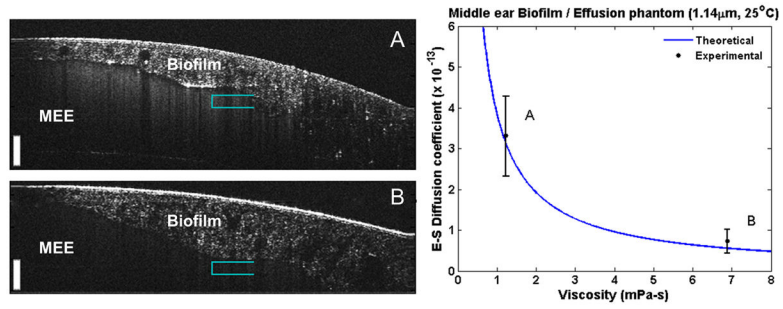 A
Biofilm
MEE
B
Biofilm
MEE
Middle ear Biofilm / Effusion phantom (1.14μm, 25°C)
E-S Diffusion coefficient (x 10⁻¹³)
6
5
4
3
2
1
0
Theoretical
Experimental
A
B
0 1 2 3 4 5 6 7 8
Viscosity (mPa-s)